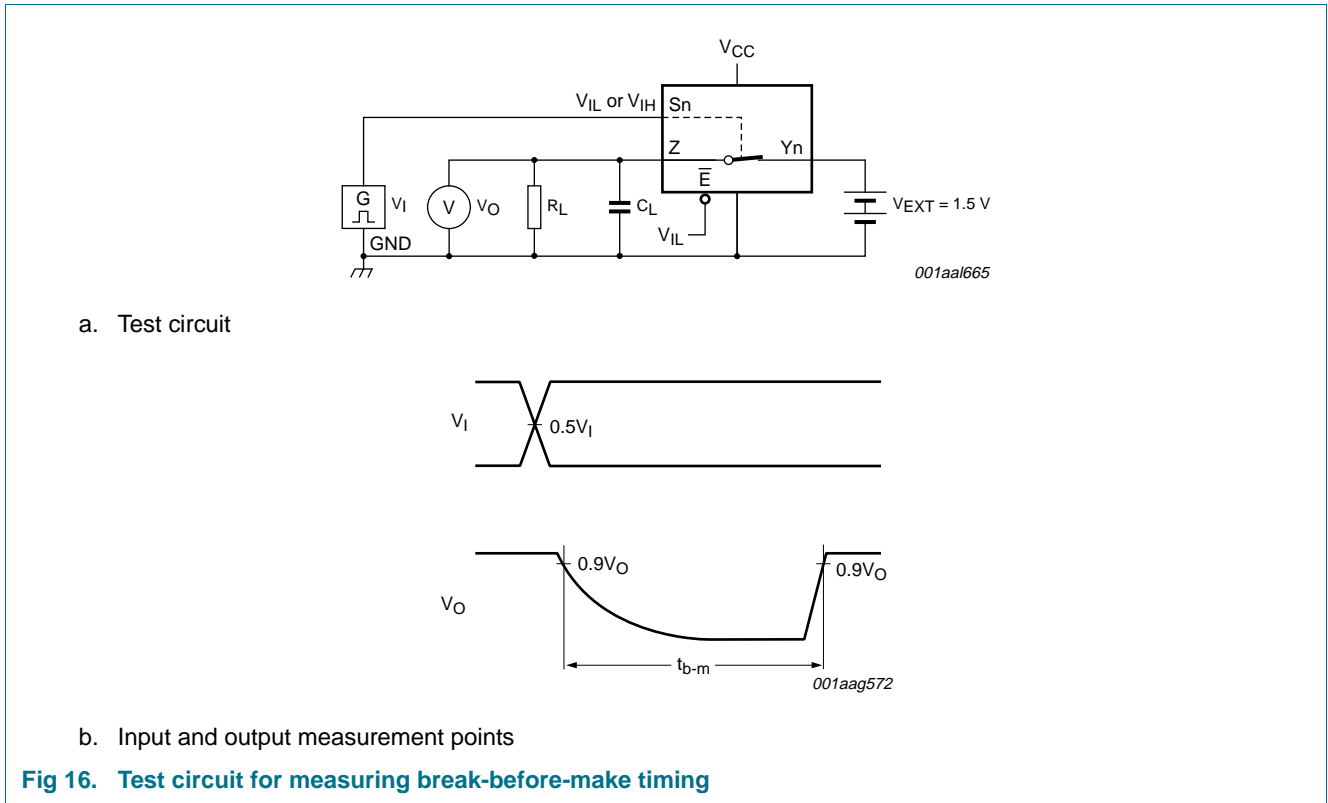 VCC
VIL or VIH Sn
Z Yn
E
G VI V VO RL CL VEXT = 1.5 V
VIL
GND
001aal665
a. Test circuit
VI 0.5VI
0.9VO 0.9VO
VO
tb-m
001aag572
b. Input and output measurement points
Fig 16. Test circuit for measuring break-before-make timing